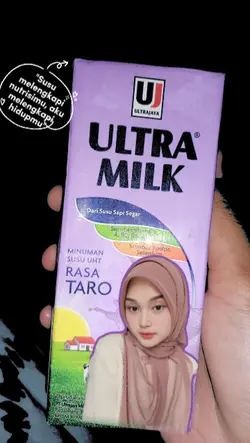 "Susu
melengkapi
nutrisimu, aku
melengkapi
hidupmu"
UJ
ULTRAJAYA
ULTRA®
MILK
Dari Susu Sapi Segar
MINUMAN
SUSU UHT
RASA
TARO